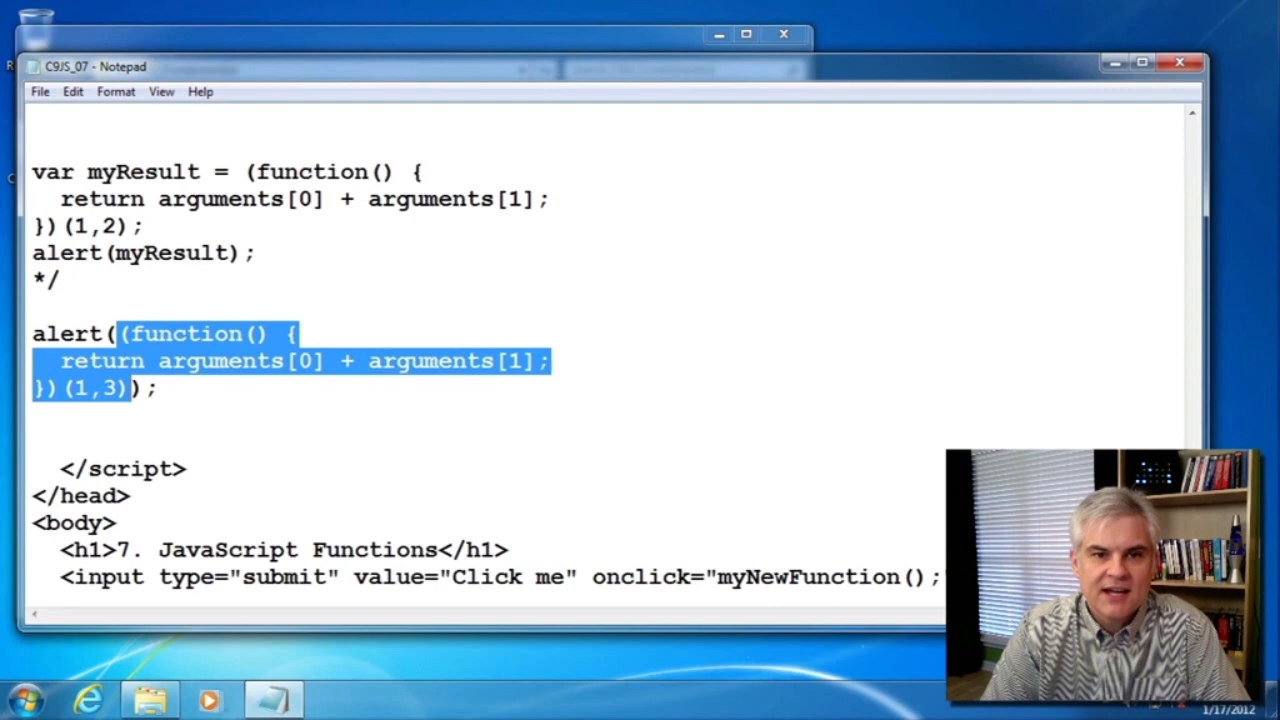 C9JS_07 - Notepad
File Edit Format View Help
var myResult = (function() {
  return arguments[0] + arguments[1];
})(1,2);
alert(myResult);
*/
alert((function() {
  return arguments[0] + arguments[1];
})(1,3));
  </script>
</head>
<body>
  <h1>7. JavaScript Functions</h1>
  <input type="submit" value="Click me" onclick="myNewFunction();
1/17/2012